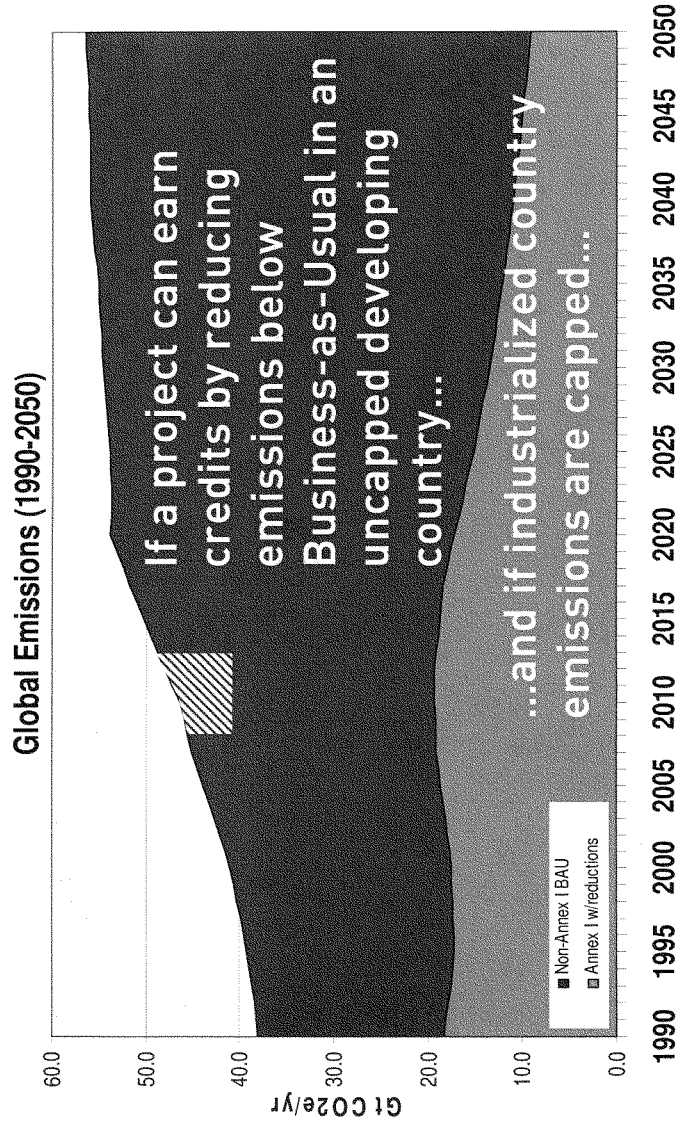 Global Emissions (1990-2050)
Gt CO2e/yr
60.0
50.0
40.0
30.0
20.0
10.0
0.0
If a project can earn
credits by reducing
emissions below
Business-as-Usual in an
uncapped developing
country...
...and if industrialized country
emissions are capped...
Non-Annex I BAU
Annex I w/reductions
1990 1995 2000 2005 2010 2015 2020 2025 2030 2035 2040 2045 2050